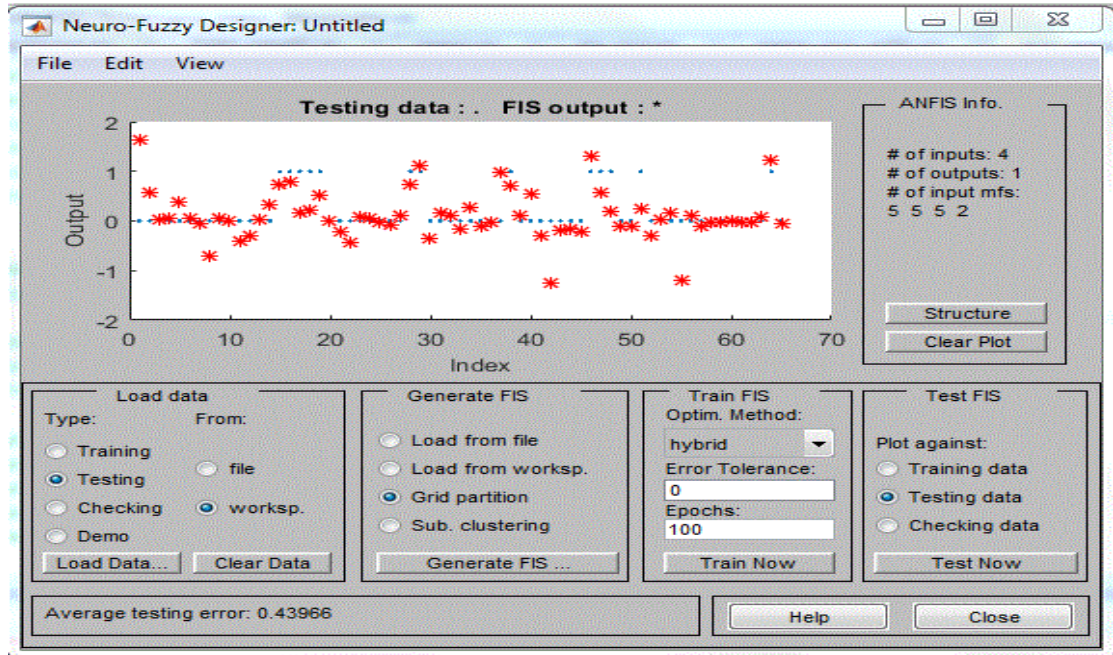 Neuro-Fuzzy Designer: Untitled
File Edit View
Testing data : . FIS output : *
Output
2
1
0
-1
-2
0 10 20 30 40 50 60 70
Index
ANFIS Info.
# of inputs: 4
# of outputs: 1
# of input mfs:
5 5 5 2
Structure
Clear Plot
Load data
Type: From:
Training
Testing
Checking
Demo
file
worksp.
Load Data... Clear Data
Generate FIS
Load from file
Load from worksp.
Grid partition
Sub. clustering
Generate FIS ...
Train FIS
Optim. Method:
hybrid
Error Tolerance:
0
Epochs:
100
Train Now
Test FIS
Plot against:
Training data
Testing data
Checking data
Test Now
Average testing error: 0.43966
Help Close